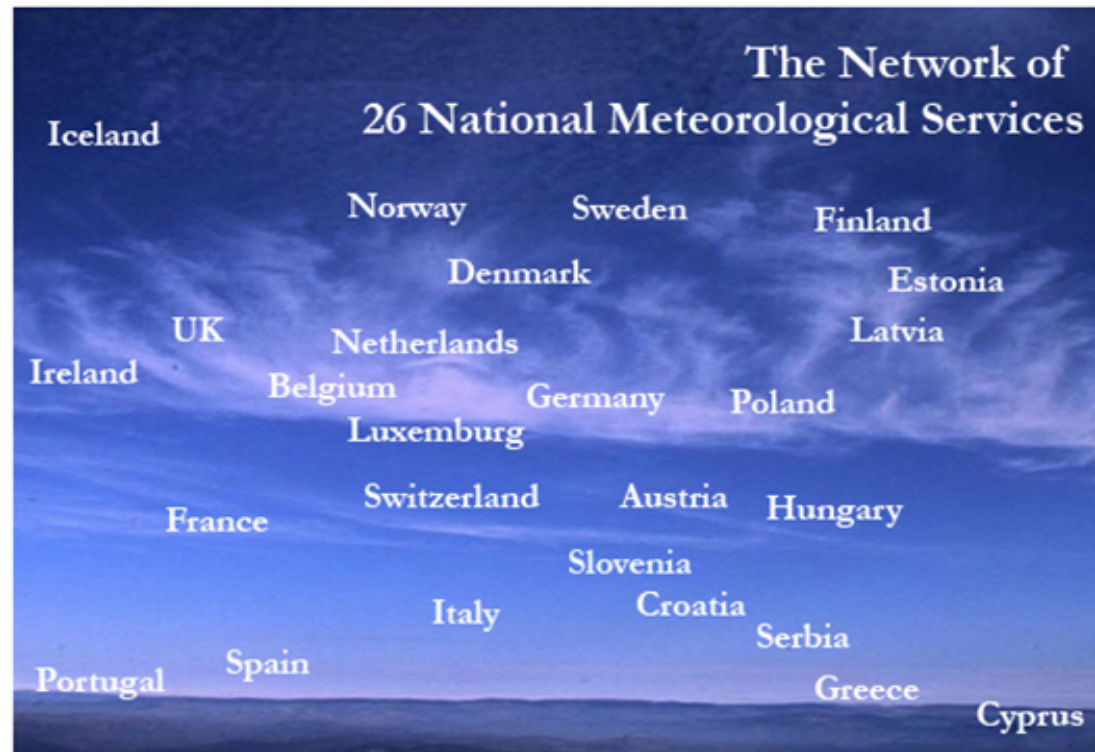 The Network of
26 National Meteorological Services
Iceland
Norway
Sweden
Finland
Denmark
Estonia
UK
Latvia
Netherlands
Ireland
Belgium
Germany
Poland
Luxemburg
Switzerland
Austria
Hungary
France
Slovenia
Croatia
Italy
Serbia
Spain
Portugal
Greece
Cyprus